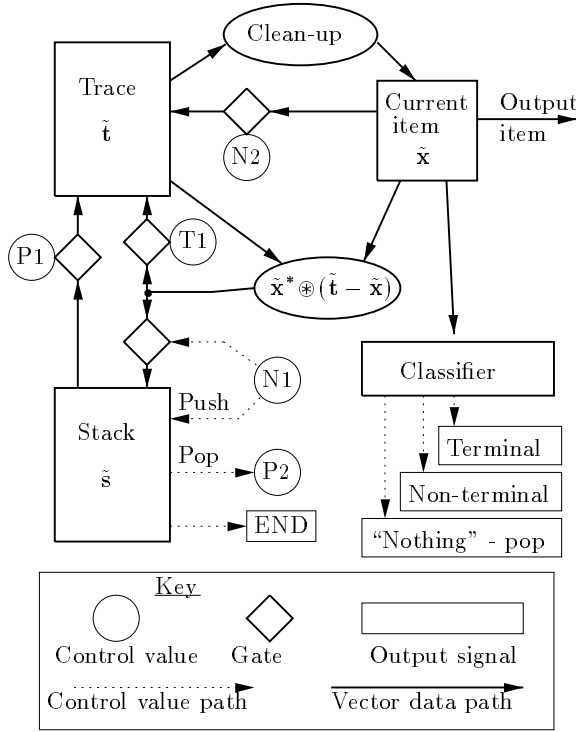 Clean-up
Trace
t̃
Current
item
x̃
Output
item
N2
P1
T1
x̃* ⊛ (t̃ − x̃)
N1
Push
Stack
s̃
Pop
P2
END
Classifier
Terminal
Non-terminal
“Nothing” - pop
Key
Control value
Gate
Output signal
Control value path
Vector data path